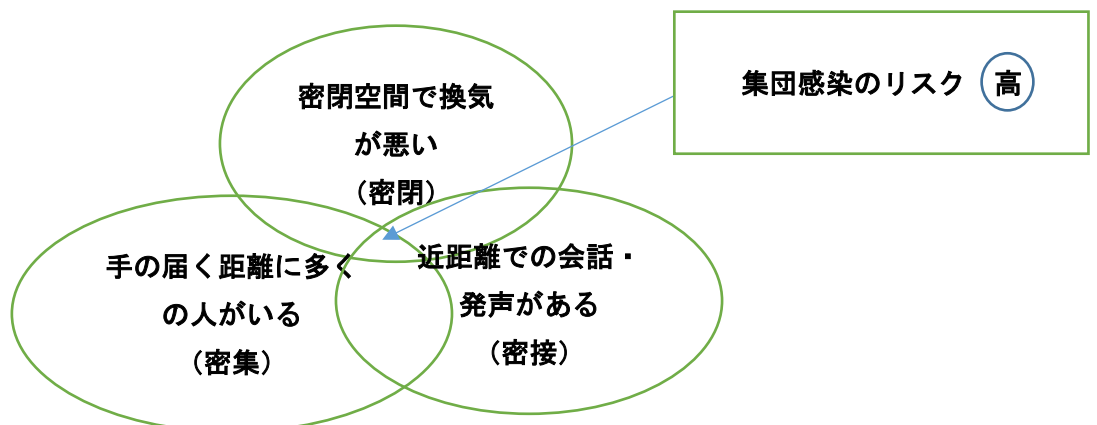 密閉空間で換気
が悪い
（密閉）
集団感染のリスク 高
手の届く距離に多く
の人がいる
（密集）
近距離での会話・
発声がある
（密接）